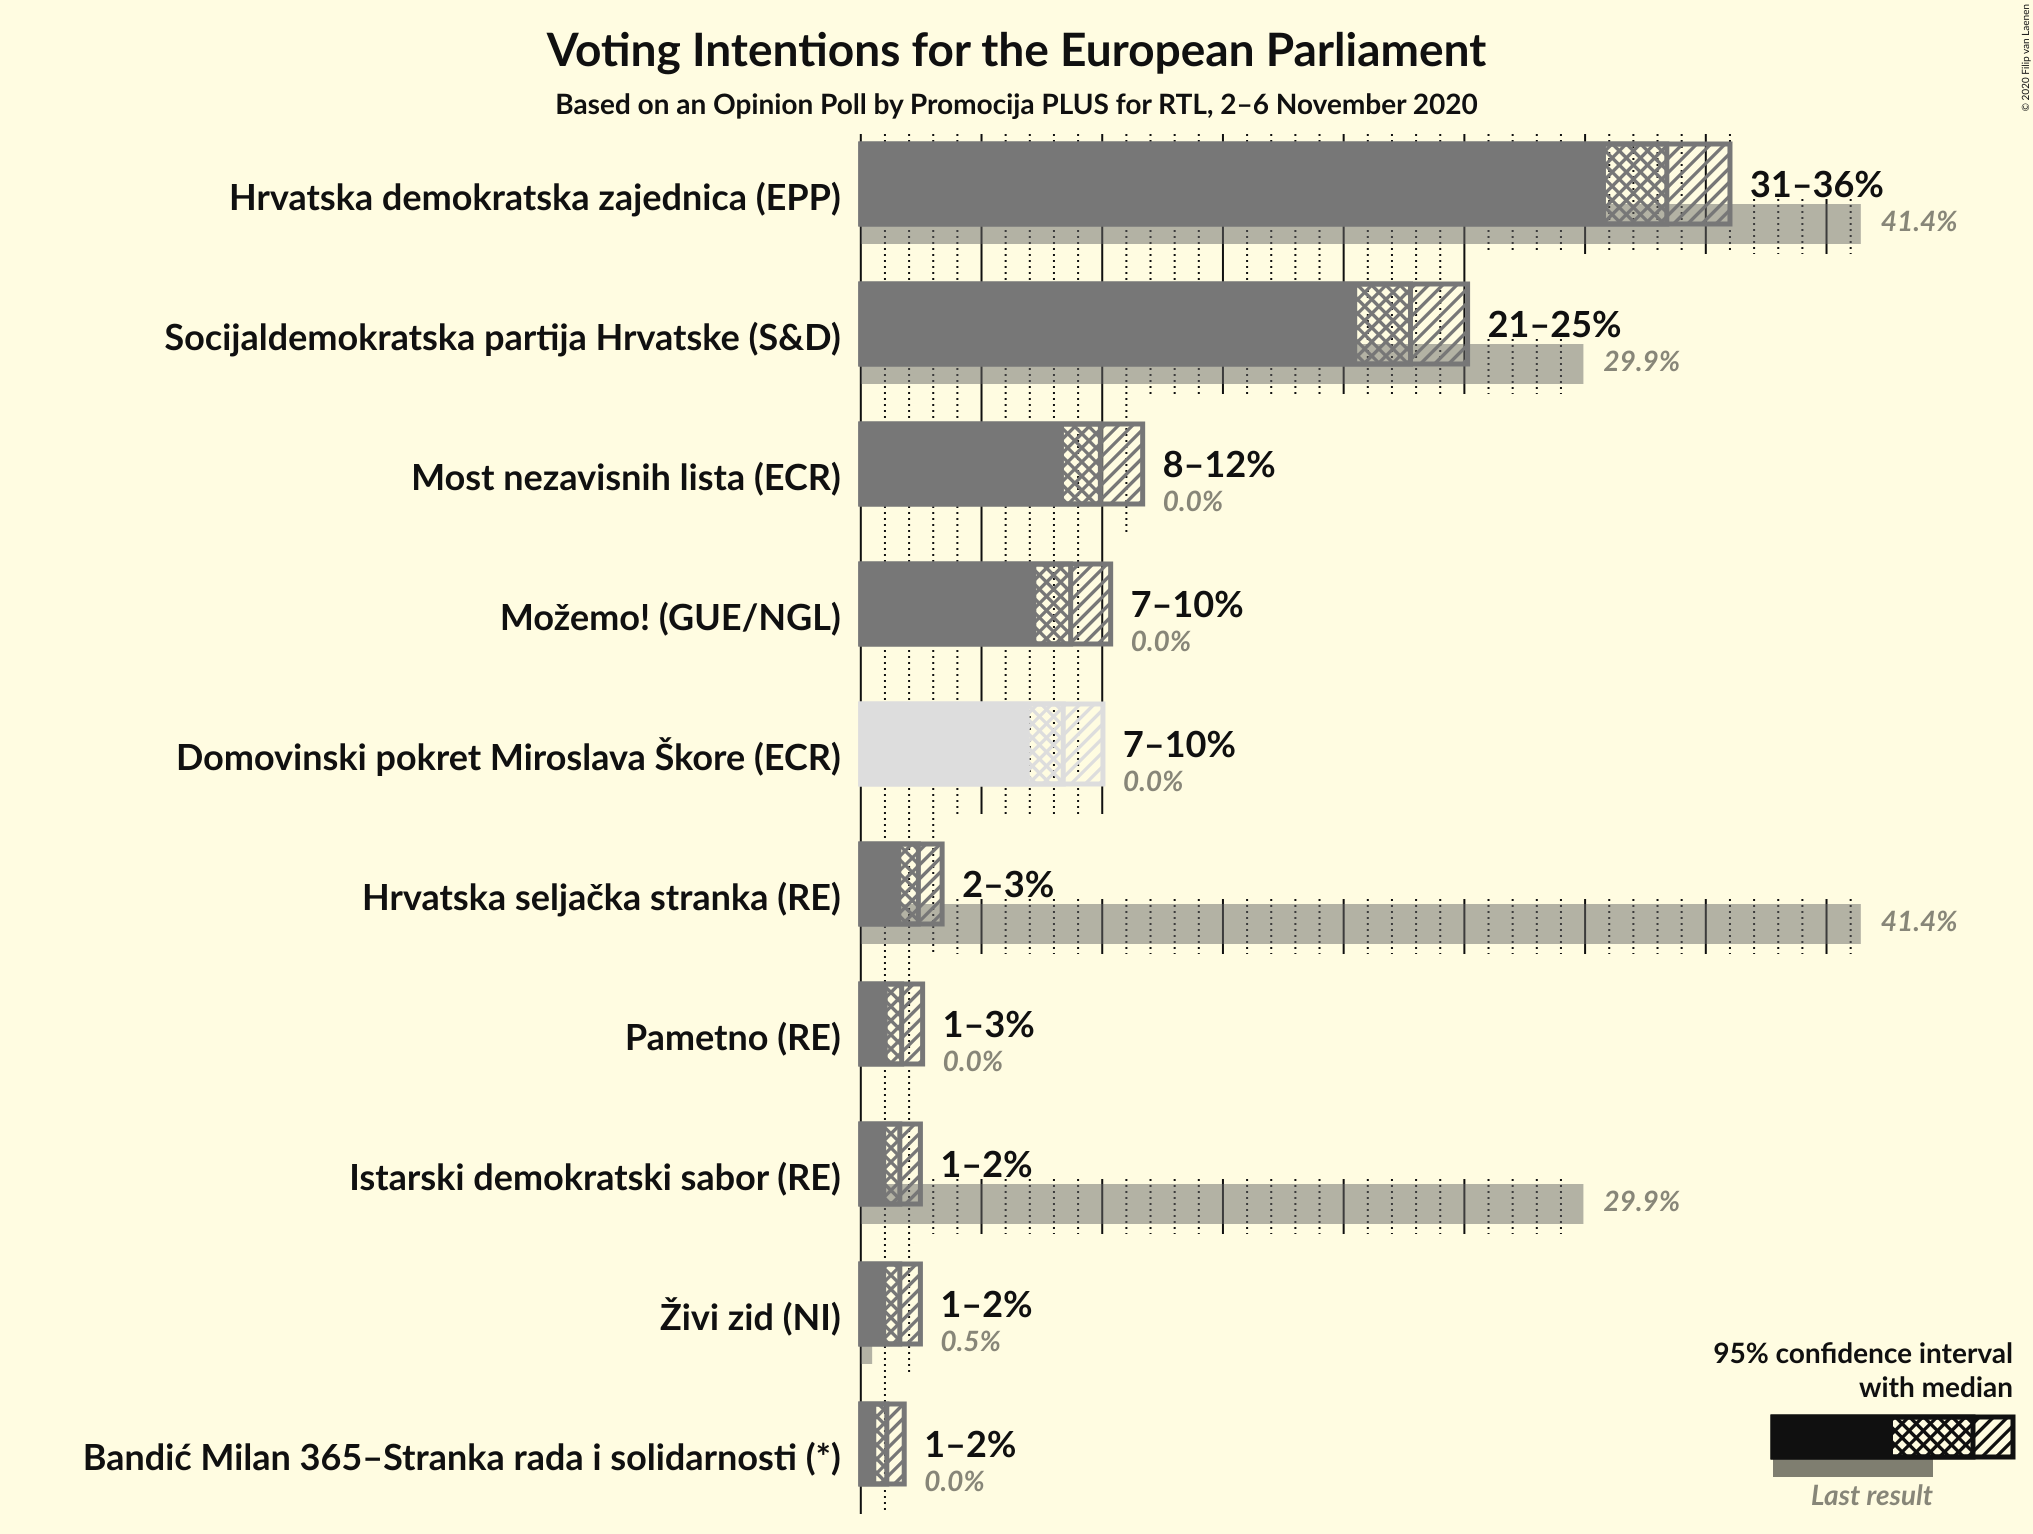 Voting Intentions for the European Parliament
Based on an Opinion Poll by Promocija PLUS for RTL, 2–6 November 2020
© 2020 Filip van Laenen
Hrvatska demokratska zajednica (EPP)
31–36%
41.4%
Socijaldemokratska partija Hrvatske (S&D)
21–25%
29.9%
Most nezavisnih lista (ECR)
8–12%
0.0%
Možemo! (GUE/NGL)
7–10%
0.0%
Domovinski pokret Miroslava Škore (ECR)
7–10%
0.0%
Hrvatska seljačka stranka (RE)
2–3%
41.4%
Pametno (RE)
1–3%
0.0%
Istarski demokratski sabor (RE)
1–2%
29.9%
Živi zid (NI)
1–2%
0.5%
Bandić Milan 365–Stranka rada i solidarnosti (*)
1–2%
0.0%
95% confidence interval
with median
Last result